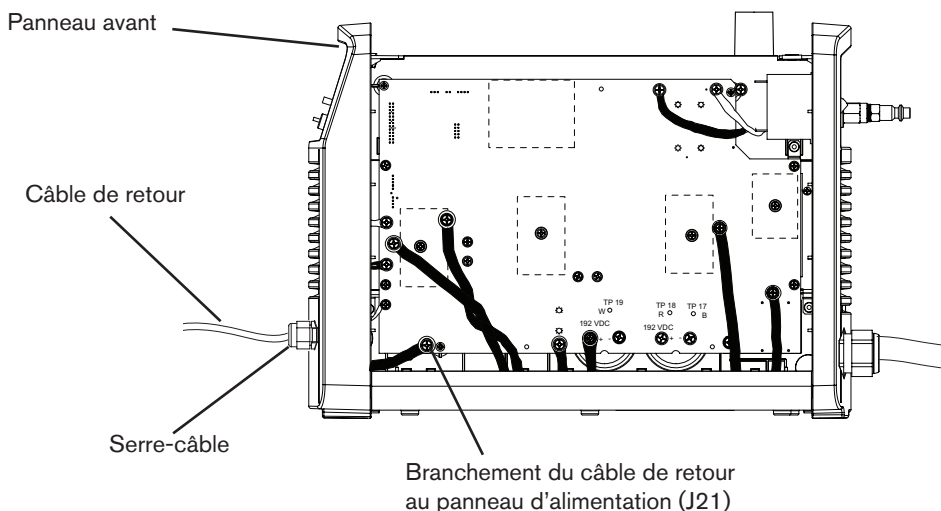 Panneau avant
Câble de retour
TP 19
W
TP 18
R
TP 17
B
192 VDC
+ -
192 VDC
+ -
Serre-câble
Branchement du câble de retour
au panneau d’alimentation (J21)